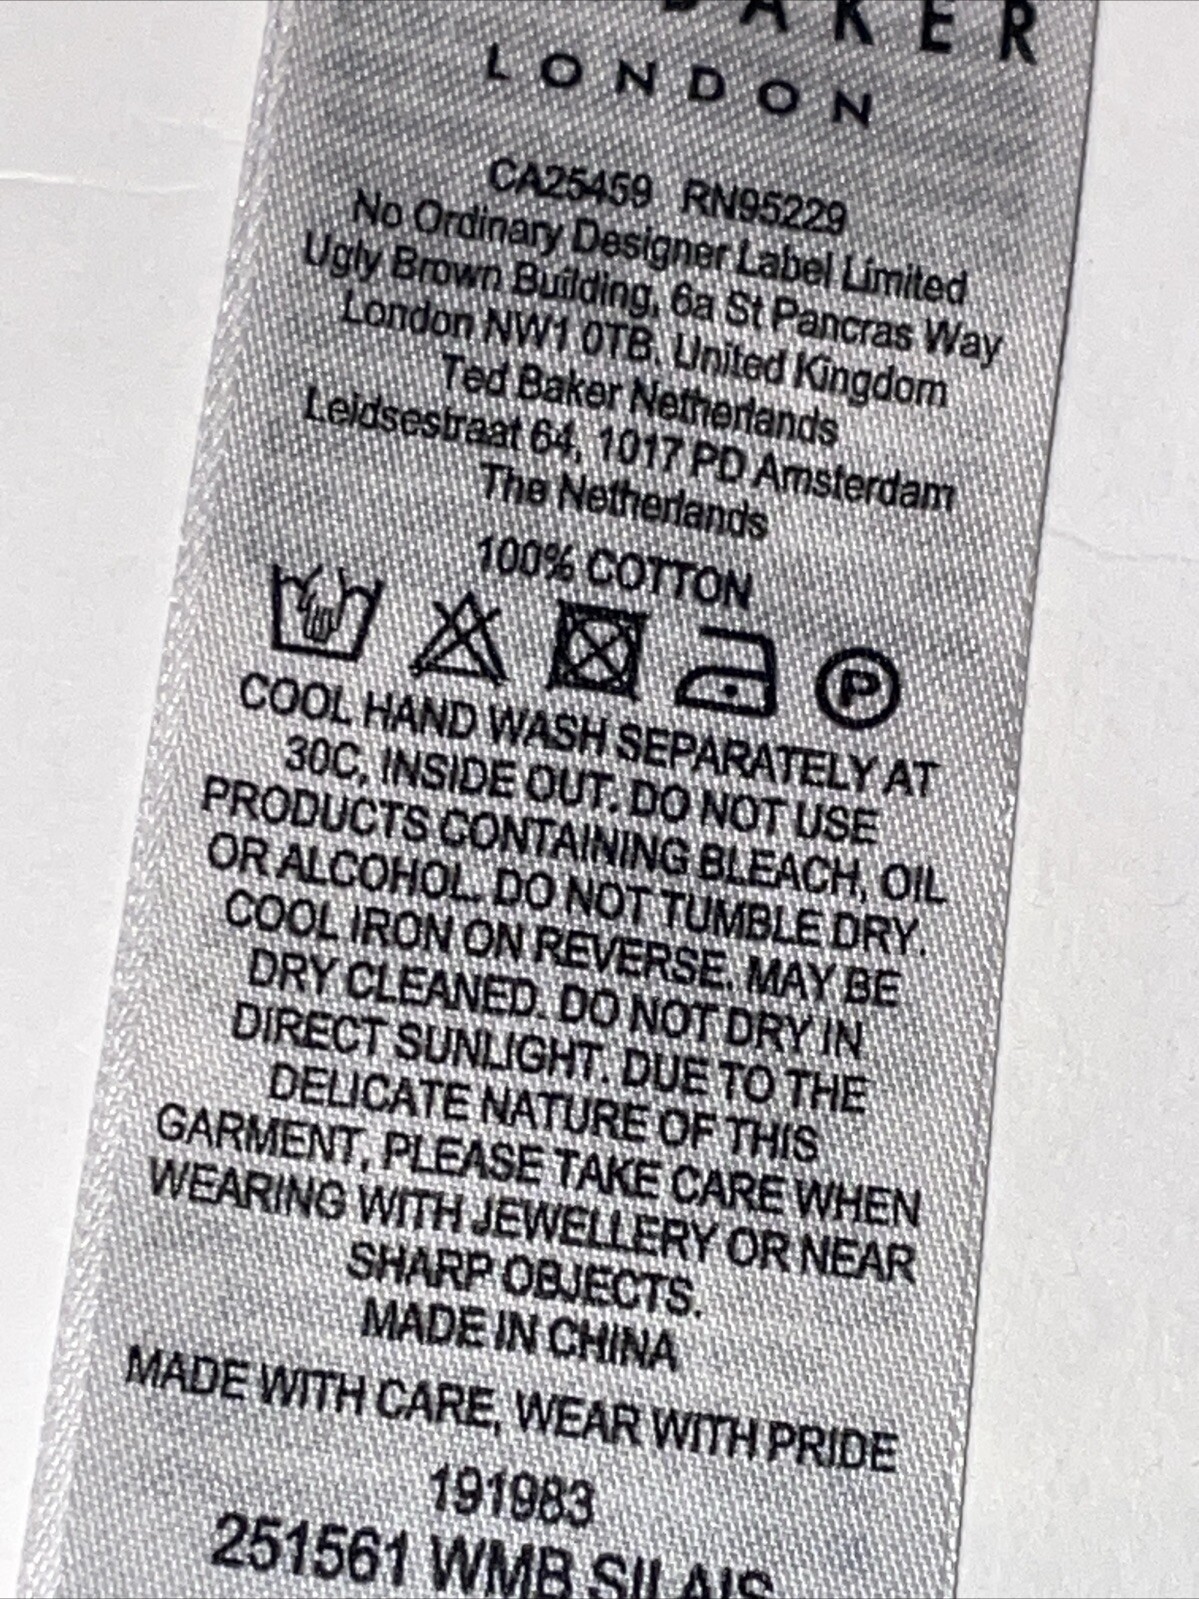 BAKER
LONDON
CA25459 RN95229
No Ordinary Designer Label Limited
Ugly Brown Building, 6a St Pancras Way
London NW1 0TB, United Kingdom
Ted Baker Netherlands
Leidsestraat 64, 1017 PD Amsterdam
The Netherlands
100% COTTON
P
COOL HAND WASH SEPARATELY AT
30C, INSIDE OUT. DO NOT USE
PRODUCTS CONTAINING BLEACH, OIL
OR ALCOHOL. DO NOT TUMBLE DRY.
COOL IRON ON REVERSE. MAY BE
DRY CLEANED. DO NOT DRY IN
DIRECT SUNLIGHT. DUE TO THE
DELICATE NATURE OF THIS
GARMENT, PLEASE TAKE CARE WHEN
WEARING WITH JEWELLERY OR NEAR
SHARP OBJECTS.
MADE IN CHINA
MADE WITH CARE, WEAR WITH PRIDE
191983
251561 WMB SILAIS